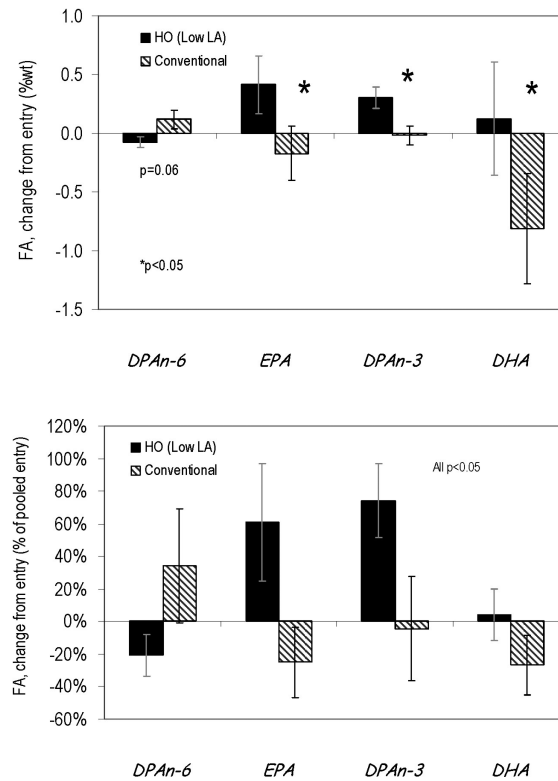 1.0
HO (Low LA)
Conventional
0.5
* * *
0.0
p=0.06
-0.5
-1.0
*p<0.05
-1.5
FA, change from entry (%wt)
DPAn-6 EPA DPAn-3 DHA
120%
HO (Low LA)
100%
All p<0.05
Conventional
80%
60%
40%
20%
0%
-20%
-40%
-60%
FA, change from entry (% of pooled entry)
DPAn-6 EPA DPAn-3 DHA